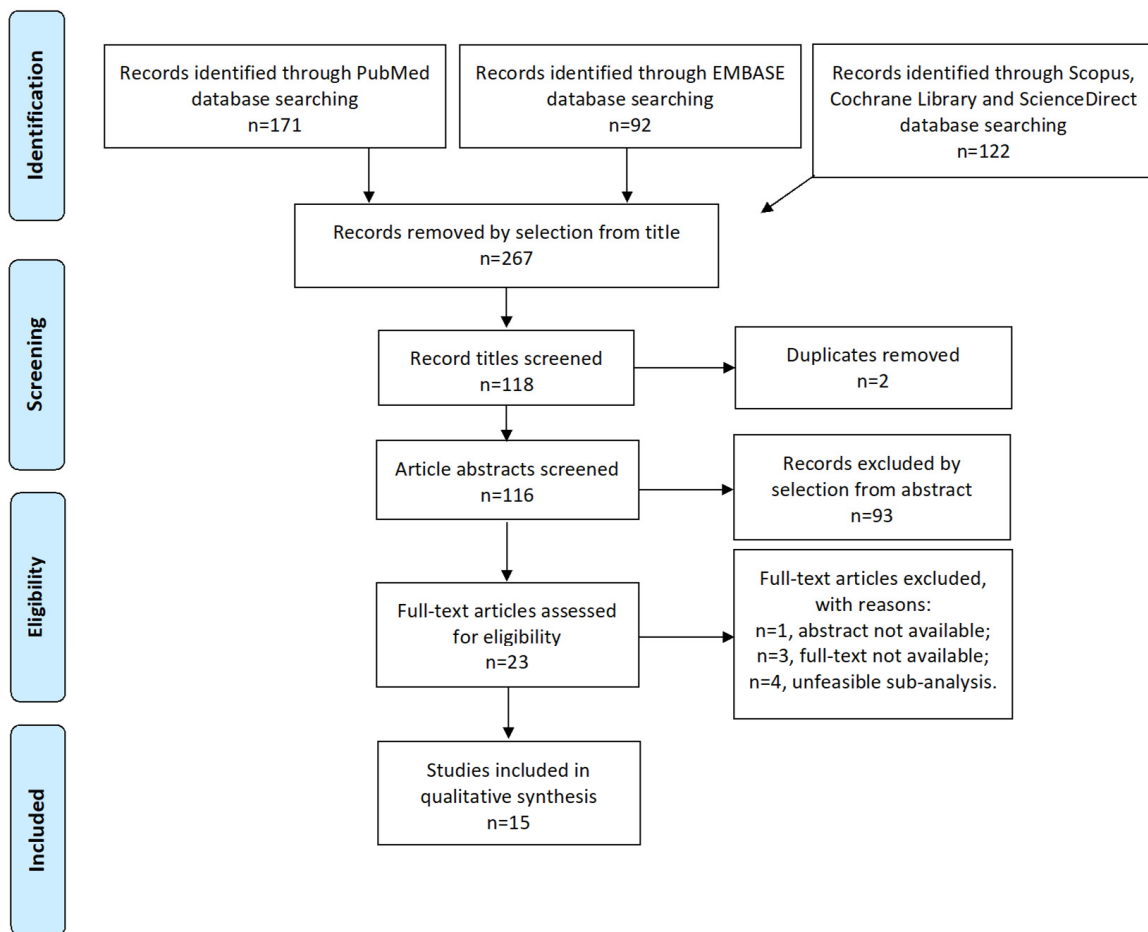 Identification
Records identified through PubMed
database searching
n=171
Records identified through EMBASE
database searching
n=92
Records identified through Scopus,
Cochrane Library and ScienceDirect
database searching
n=122
Records removed by selection from title
n=267
Screening
Record titles screened
n=118
Duplicates removed
n=2
Article abstracts screened
n=116
Records excluded by
selection from abstract
n=93
Eligibility
Full-text articles assessed
for eligibility
n=23
Full-text articles excluded,
with reasons:
n=1, abstract not available;
n=3, full-text not available;
n=4, unfeasible sub-analysis.
Included
Studies included in
qualitative synthesis
n=15